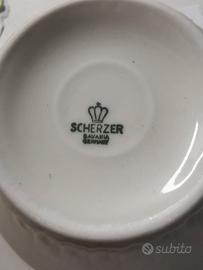 SCHERZER
BAVARIA
GERMANY
subito